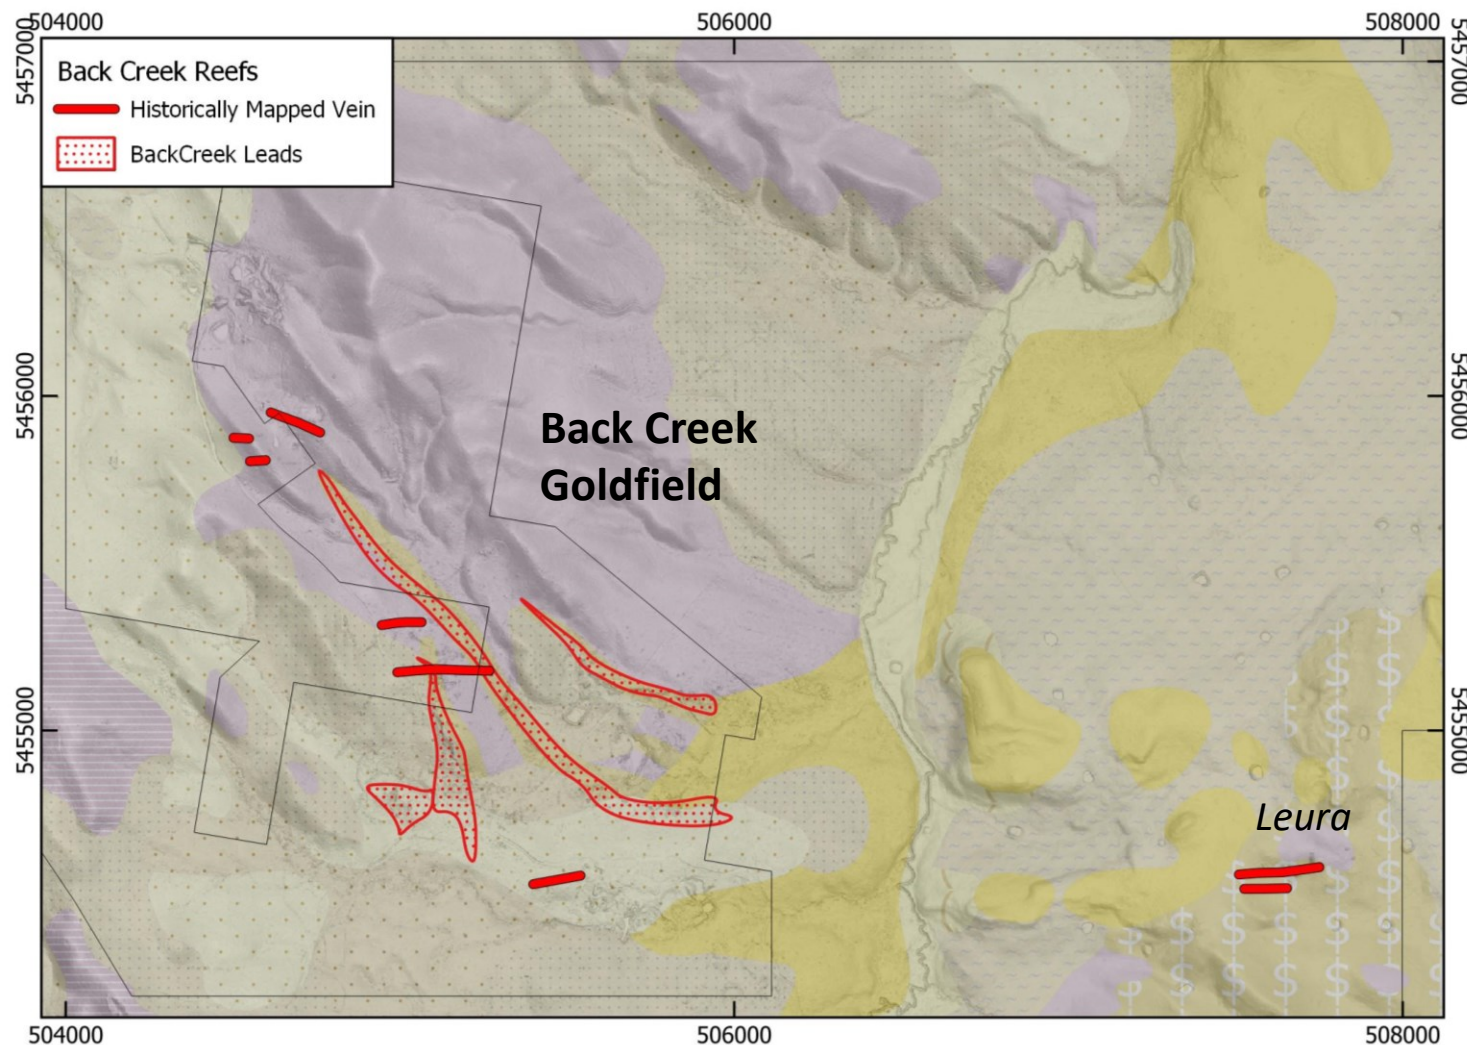 504000
506000
508000
5457000
5457000
Back Creek Reefs
Historically Mapped Vein
BackCreek Leads
5456000
5456000
Back Creek
Goldfield
5455000
5455000
Leura
$ $
$ $
$ $
$ $
$ $ $
$ $ $ $ $ $
$ $ $ $ $ $
504000
506000
508000